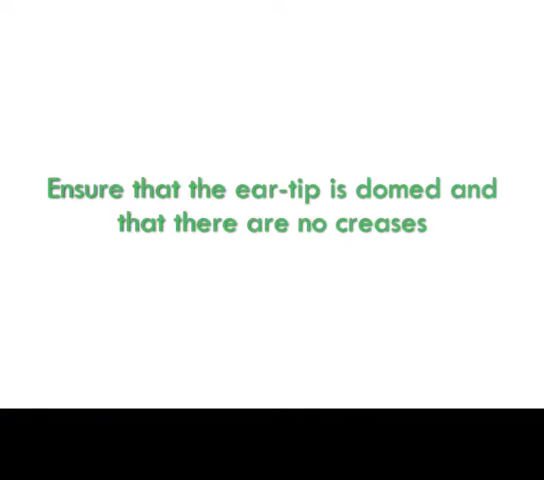 Ensure that the ear-tip is domed and
that there are no creases